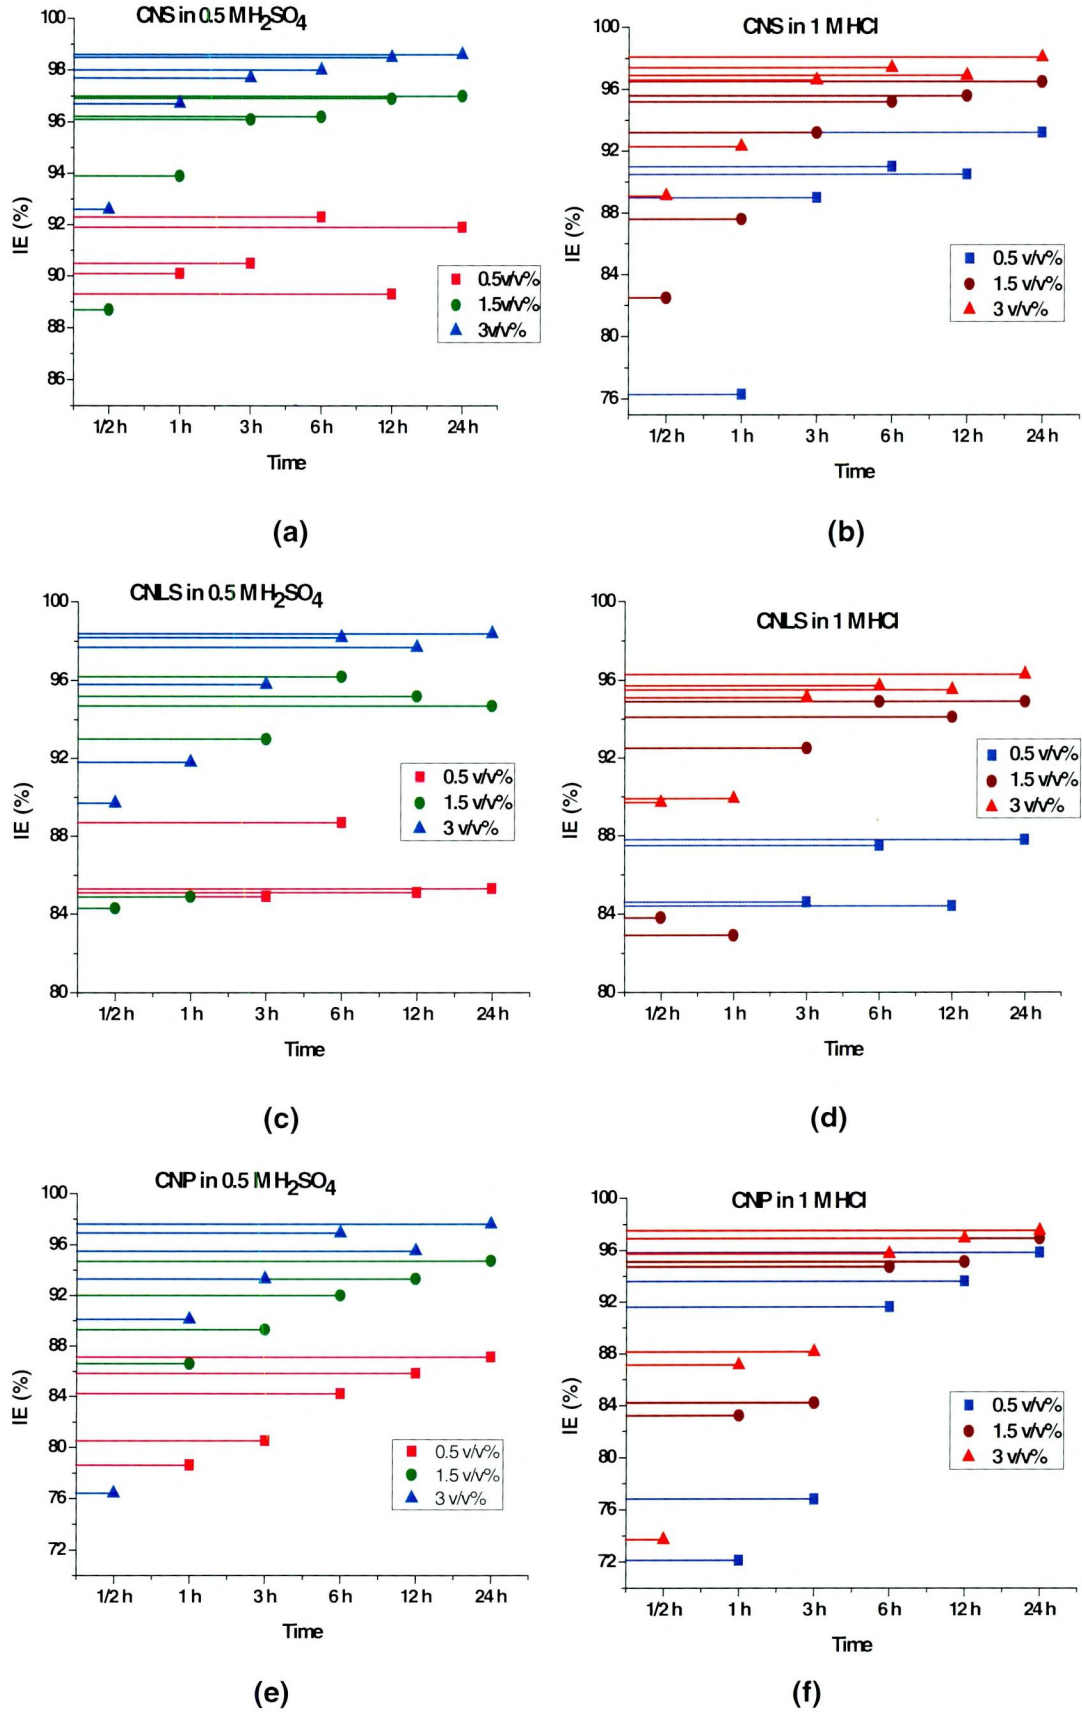 CNS in 0.5 M H₂SO₄
100
98
96
94
92
90
88
86
IE (%)
1/2 h 1 h 3 h 6 h 12 h 24 h
Time
0.5v/v%
1.5v/v%
3v/v%
(a)
CNS in 1 M HCl
100
96
92
88
84
80
76
IE (%)
1/2 h 1 h 3 h 6 h 12 h 24 h
Time
0.5 v/v%
1.5 v/v%
3 v/v%
(b)
CNLS in 0.5 M H₂SO₄
100
96
92
88
84
80
IE (%)
1/2 h 1 h 3 h 6 h 12 h 24 h
Time
0.5 v/v%
1.5 v/v%
3 v/v%
(c)
CNLS in 1 M HCl
100
96
92
88
84
80
IE (%)
1/2 h 1 h 3 h 6 h 12 h 24 h
Time
0.5 v/v%
1.5 v/v%
3 v/v%
(d)
CNP in 0.5 M H₂SO₄
100
96
92
88
84
80
76
72
IE (%)
1/2 h 1 h 3 h 6 h 12 h 24 h
Time
0.5 v/v%
1.5 v/v%
3 v/v%
(e)
CNP in 1 M HCl
100
96
92
88
84
80
76
72
IE (%)
1/2 h 1 h 3 h 6 h 12 h 24 h
Time
0.5 v/v%
1.5 v/v%
3 v/v%
(f)